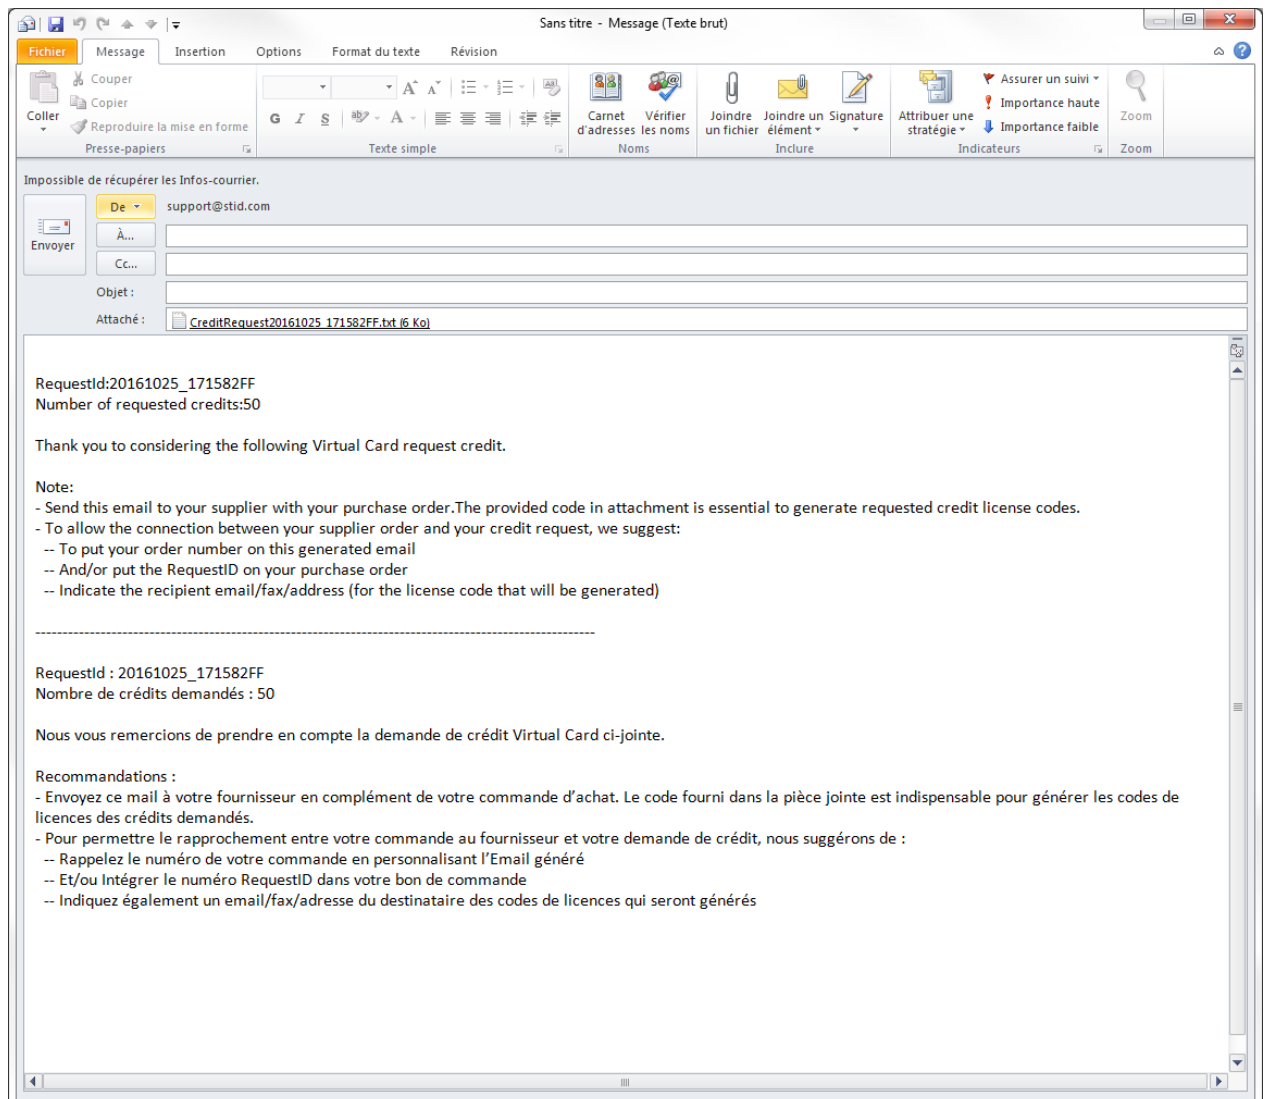 Sans titre - Message (Texte brut)
Fichier Message Insertion Options Format du texte Révision
Coller
Couper
Copier
Reproduire la mise en forme
Presse-papiers
G I S
Texte simple
Carnet d'adresses
Vérifier les noms
Noms
Joindre un fichier
Joindre un élément
Signature
Inclure
Attribuer une stratégie
Assurer un suivi
Importance haute
Importance faible
Indicateurs
Zoom
Zoom
Impossible de récupérer les Infos-courrier.
Envoyer
De support@stid.com
À...
Cc...
Objet :
Attaché : CreditRequest20161025_171582FF.txt (6 Ko)
RequestId:20161025_171582FF
Number of requested credits:50
Thank you to considering the following Virtual Card request credit.
Note:
- Send this email to your supplier with your purchase order.The provided code in attachment is essential to generate requested credit license codes.
- To allow the connection between your supplier order and your credit request, we suggest:
-- To put your order number on this generated email
-- And/or put the RequestID on your purchase order
-- Indicate the recipient email/fax/address (for the license code that will be generated)
--------------------------------------------------------------------------------------------------------
RequestId : 20161025_171582FF
Nombre de crédits demandés : 50
Nous vous remercions de prendre en compte la demande de crédit Virtual Card ci-jointe.
Recommandations :
- Envoyez ce mail à votre fournisseur en complément de votre commande d'achat. Le code fourni dans la pièce jointe est indispensable pour générer les codes de
licences des crédits demandés.
- Pour permettre le rapprochement entre votre commande au fournisseur et votre demande de crédit, nous suggérons de :
-- Rappelez le numéro de votre commande en personnalisant l'Email généré
-- Et/ou Intégrer le numéro RequestID dans votre bon de commande
-- Indiquez également un email/fax/adresse du destinataire des codes de licences qui seront générés